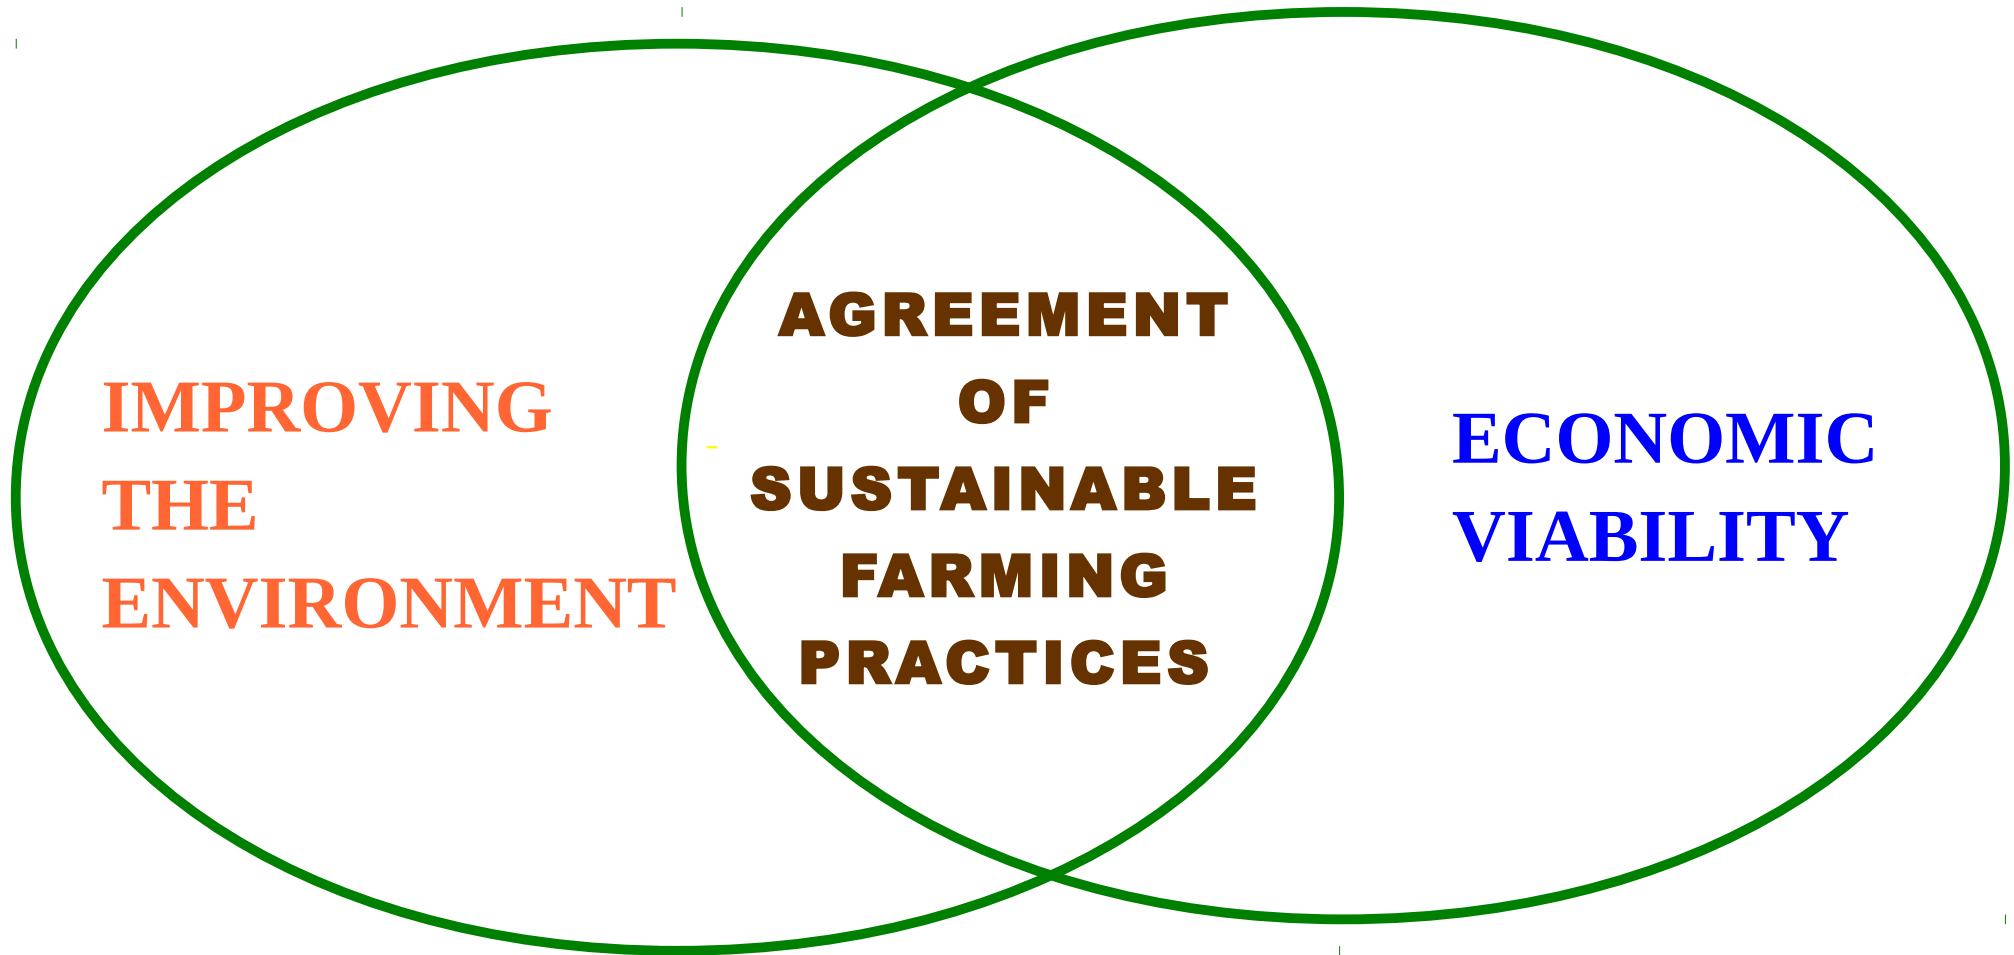 IMPROVING
THE
ENVIRONMENT
AGREEMENT
OF
SUSTAINABLE
FARMING
PRACTICES
ECONOMIC
VIABILITY